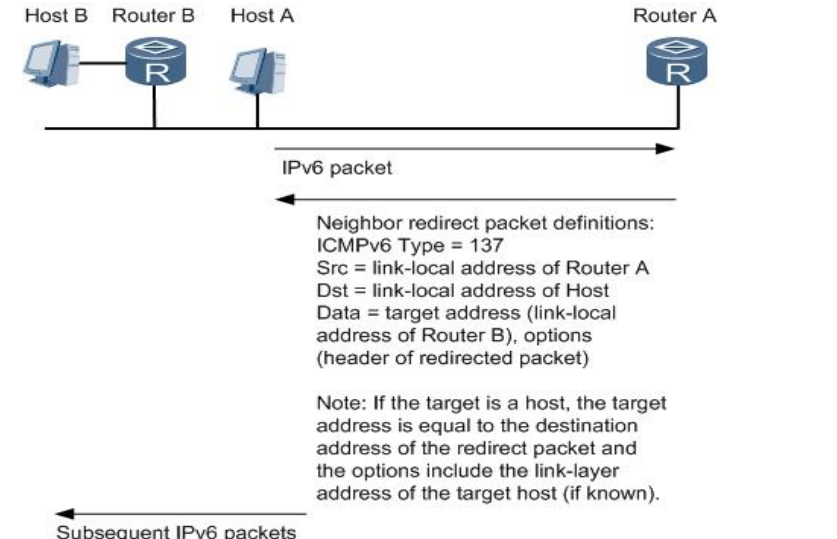 Host B Router B Host A Router A
R R
IPv6 packet
Neighbor redirect packet definitions:
ICMPv6 Type = 137
Src = link-local address of Router A
Dst = link-local address of Host
Data = target address (link-local
address of Router B), options
(header of redirected packet)
Note: If the target is a host, the target
address is equal to the destination
address of the redirect packet and
the options include the link-layer
address of the target host (if known).
Subsequent IPv6 packets